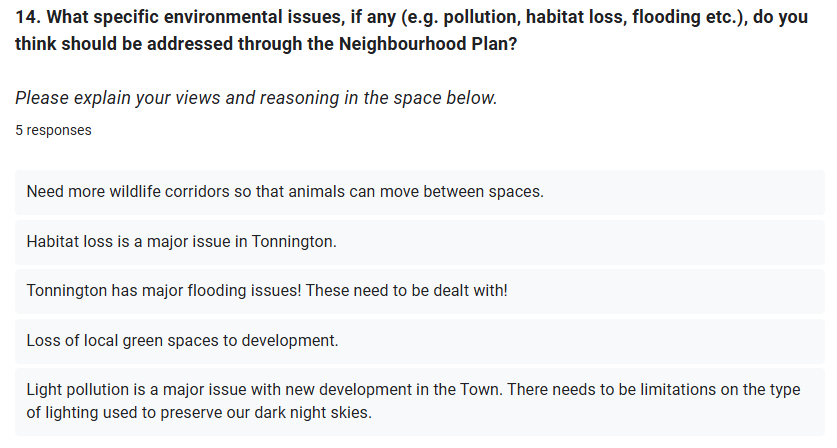 14. What specific environmental issues, if any (e.g. pollution, habitat loss, flooding etc.), do you
think should be addressed through the Neighbourhood Plan?
Please explain your views and reasoning in the space below.
5 responses
Need more wildlife corridors so that animals can move between spaces.
Habitat loss is a major issue in Tonnington.
Tonnington has major flooding issues! These need to be dealt with!
Loss of local green spaces to development.
Light pollution is a major issue with new development in the Town. There needs to be limitations on the type
of lighting used to preserve our dark night skies.